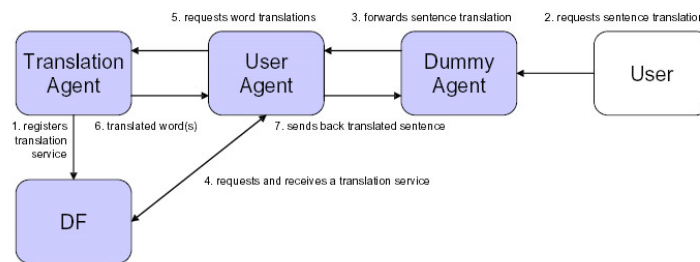 5. requests word translations
3. forwards sentence translation
2. requests sentence translation
Translation
Agent
User
Agent
Dummy
Agent
User
1. registers
translation
service
6. translated word(s)
7. sends back translated sentence
4. requests and receives a translation service
DF